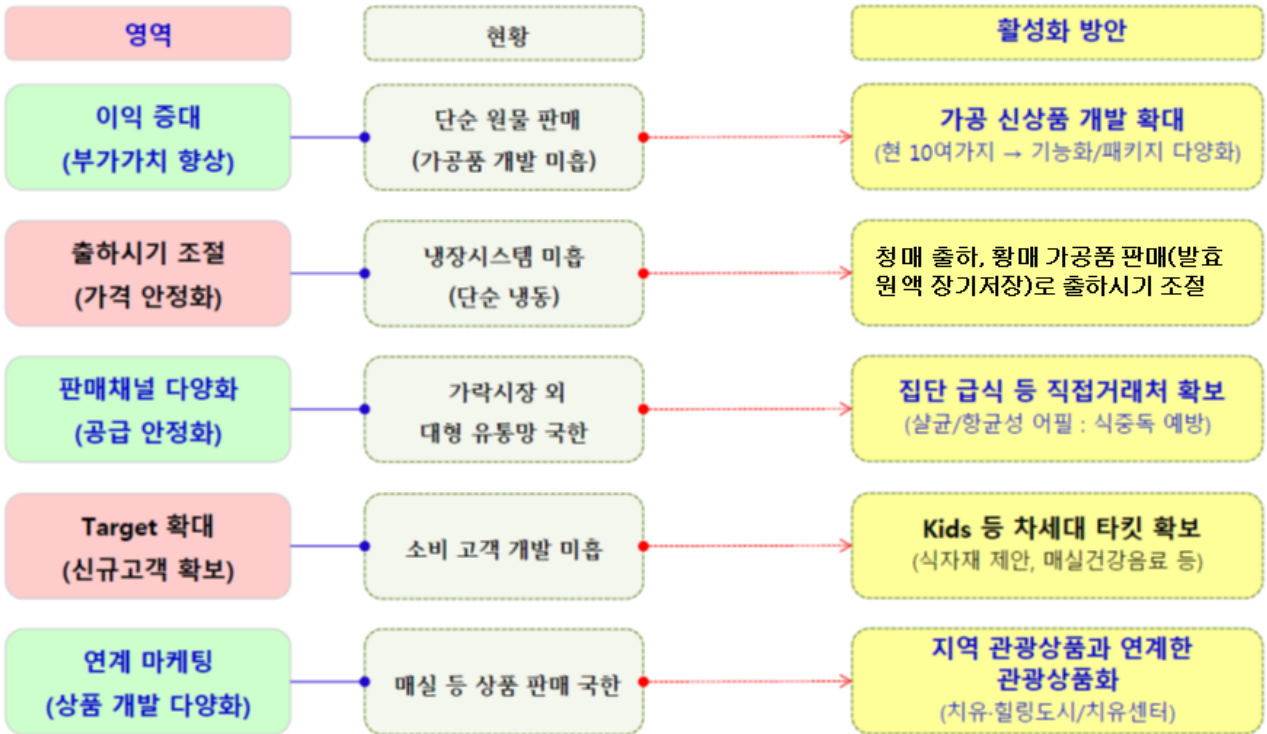 영역
현황
활성화 방안
이익 증대
(부가가치 향상)
단순 원물 판매
(가공품 개발 미흡)
가공 신상품 개발 확대
(현 10여가지 → 기능화/패키지 다양화)
출하시기 조절
(가격 안정화)
냉장시스템 미흡
(단순 냉동)
청매 출하, 황매 가공품 판매(발효
원액 장기저장)로 출하시기 조절
판매채널 다양화
(공급 안정화)
가락시장 외
대형 유통망 국한
집단 급식 등 직접거래처 확보
(살균/항균성 어필 : 식중독 예방)
Target 확대
(신규고객 확보)
소비 고객 개발 미흡
Kids 등 차세대 타킷 확보
(식자재 제안, 매실건강음료 등)
연계 마케팅
(상품 개발 다양화)
매실 등 상품 판매 국한
지역 관광상품과 연계한
관광상품화
(치유·힐링도시/치유센터)